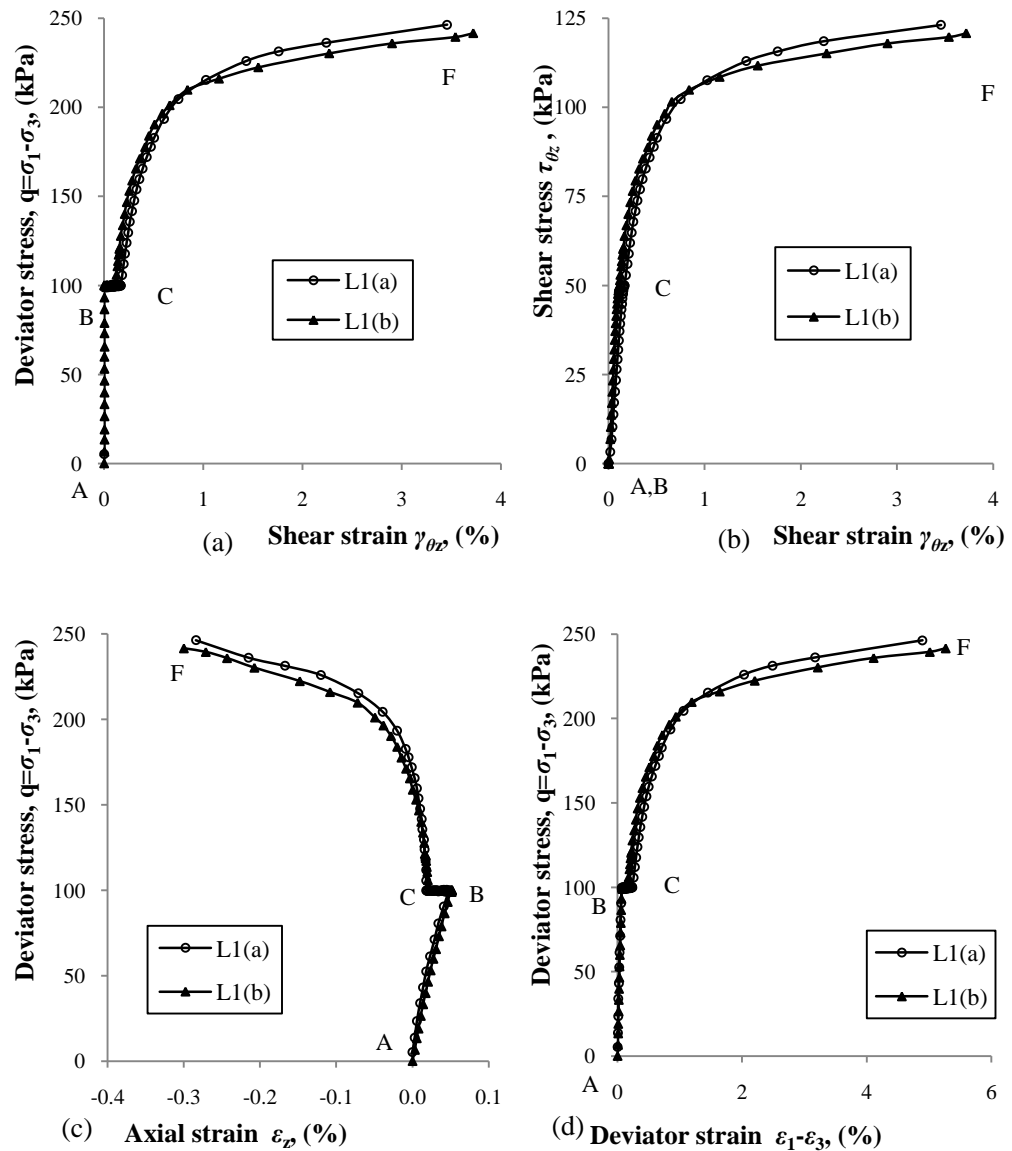 Deviator stress, q=σ1-σ3, (kPa)
250
200
150
100
50
0
F
C
B
A
L1(a)
L1(b)
0
1
2
3
4
(a)
Shear strain γθz, (%)
Shear stress τθz , (kPa)
125
100
75
50
25
0
F
C
A,B
L1(a)
L1(b)
0
1
2
3
4
(b)
Shear strain γθz, (%)
Deviator stress, q=σ1-σ3, (kPa)
250
200
150
100
50
0
F
C
B
A
L1(a)
L1(b)
-0.4
-0.3
-0.2
-0.1
0.0
0.1
(c)
Axial strain εz, (%)
Deviator stress, q=σ1-σ3, (kPa)
250
200
150
100
50
0
F
C
B
A
L1(a)
L1(b)
0
2
4
6
(d)
Deviator strain ε1-ε3, (%)